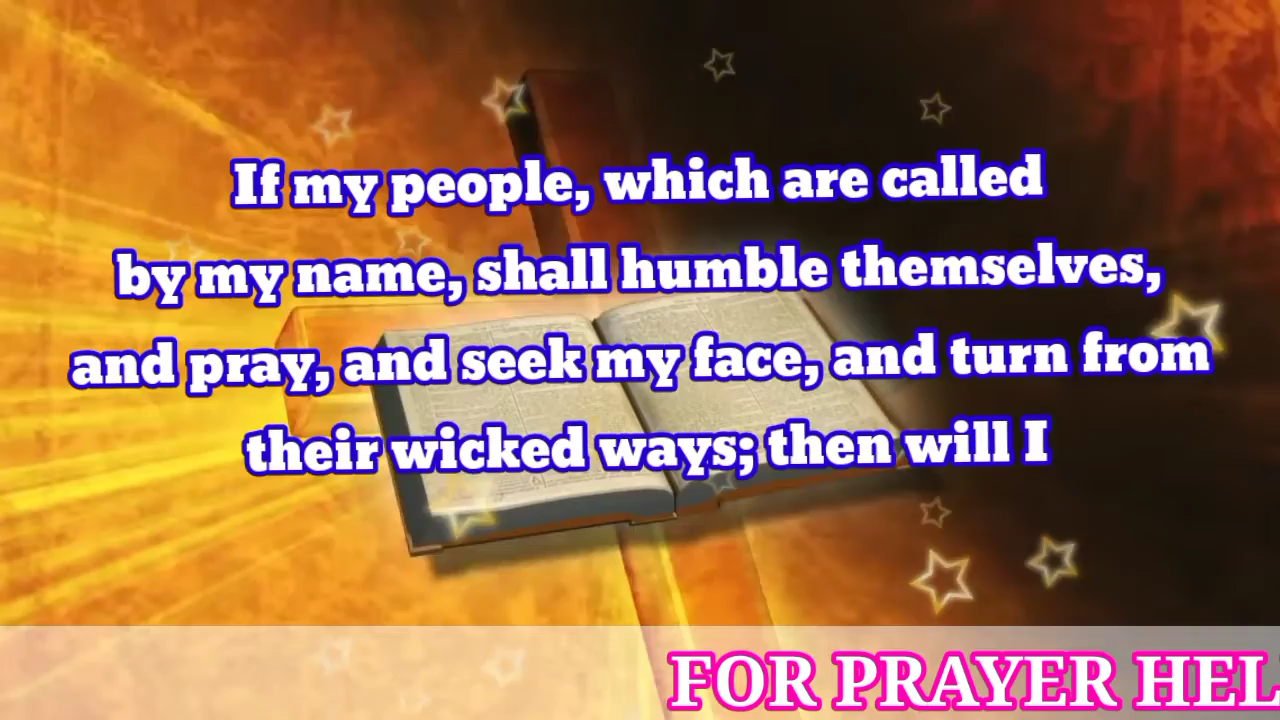 If my people, which are called
by my name, shall humble themselves,
and pray, and seek my face, and turn from
their wicked ways; then will I
FOR PRAYER HEL